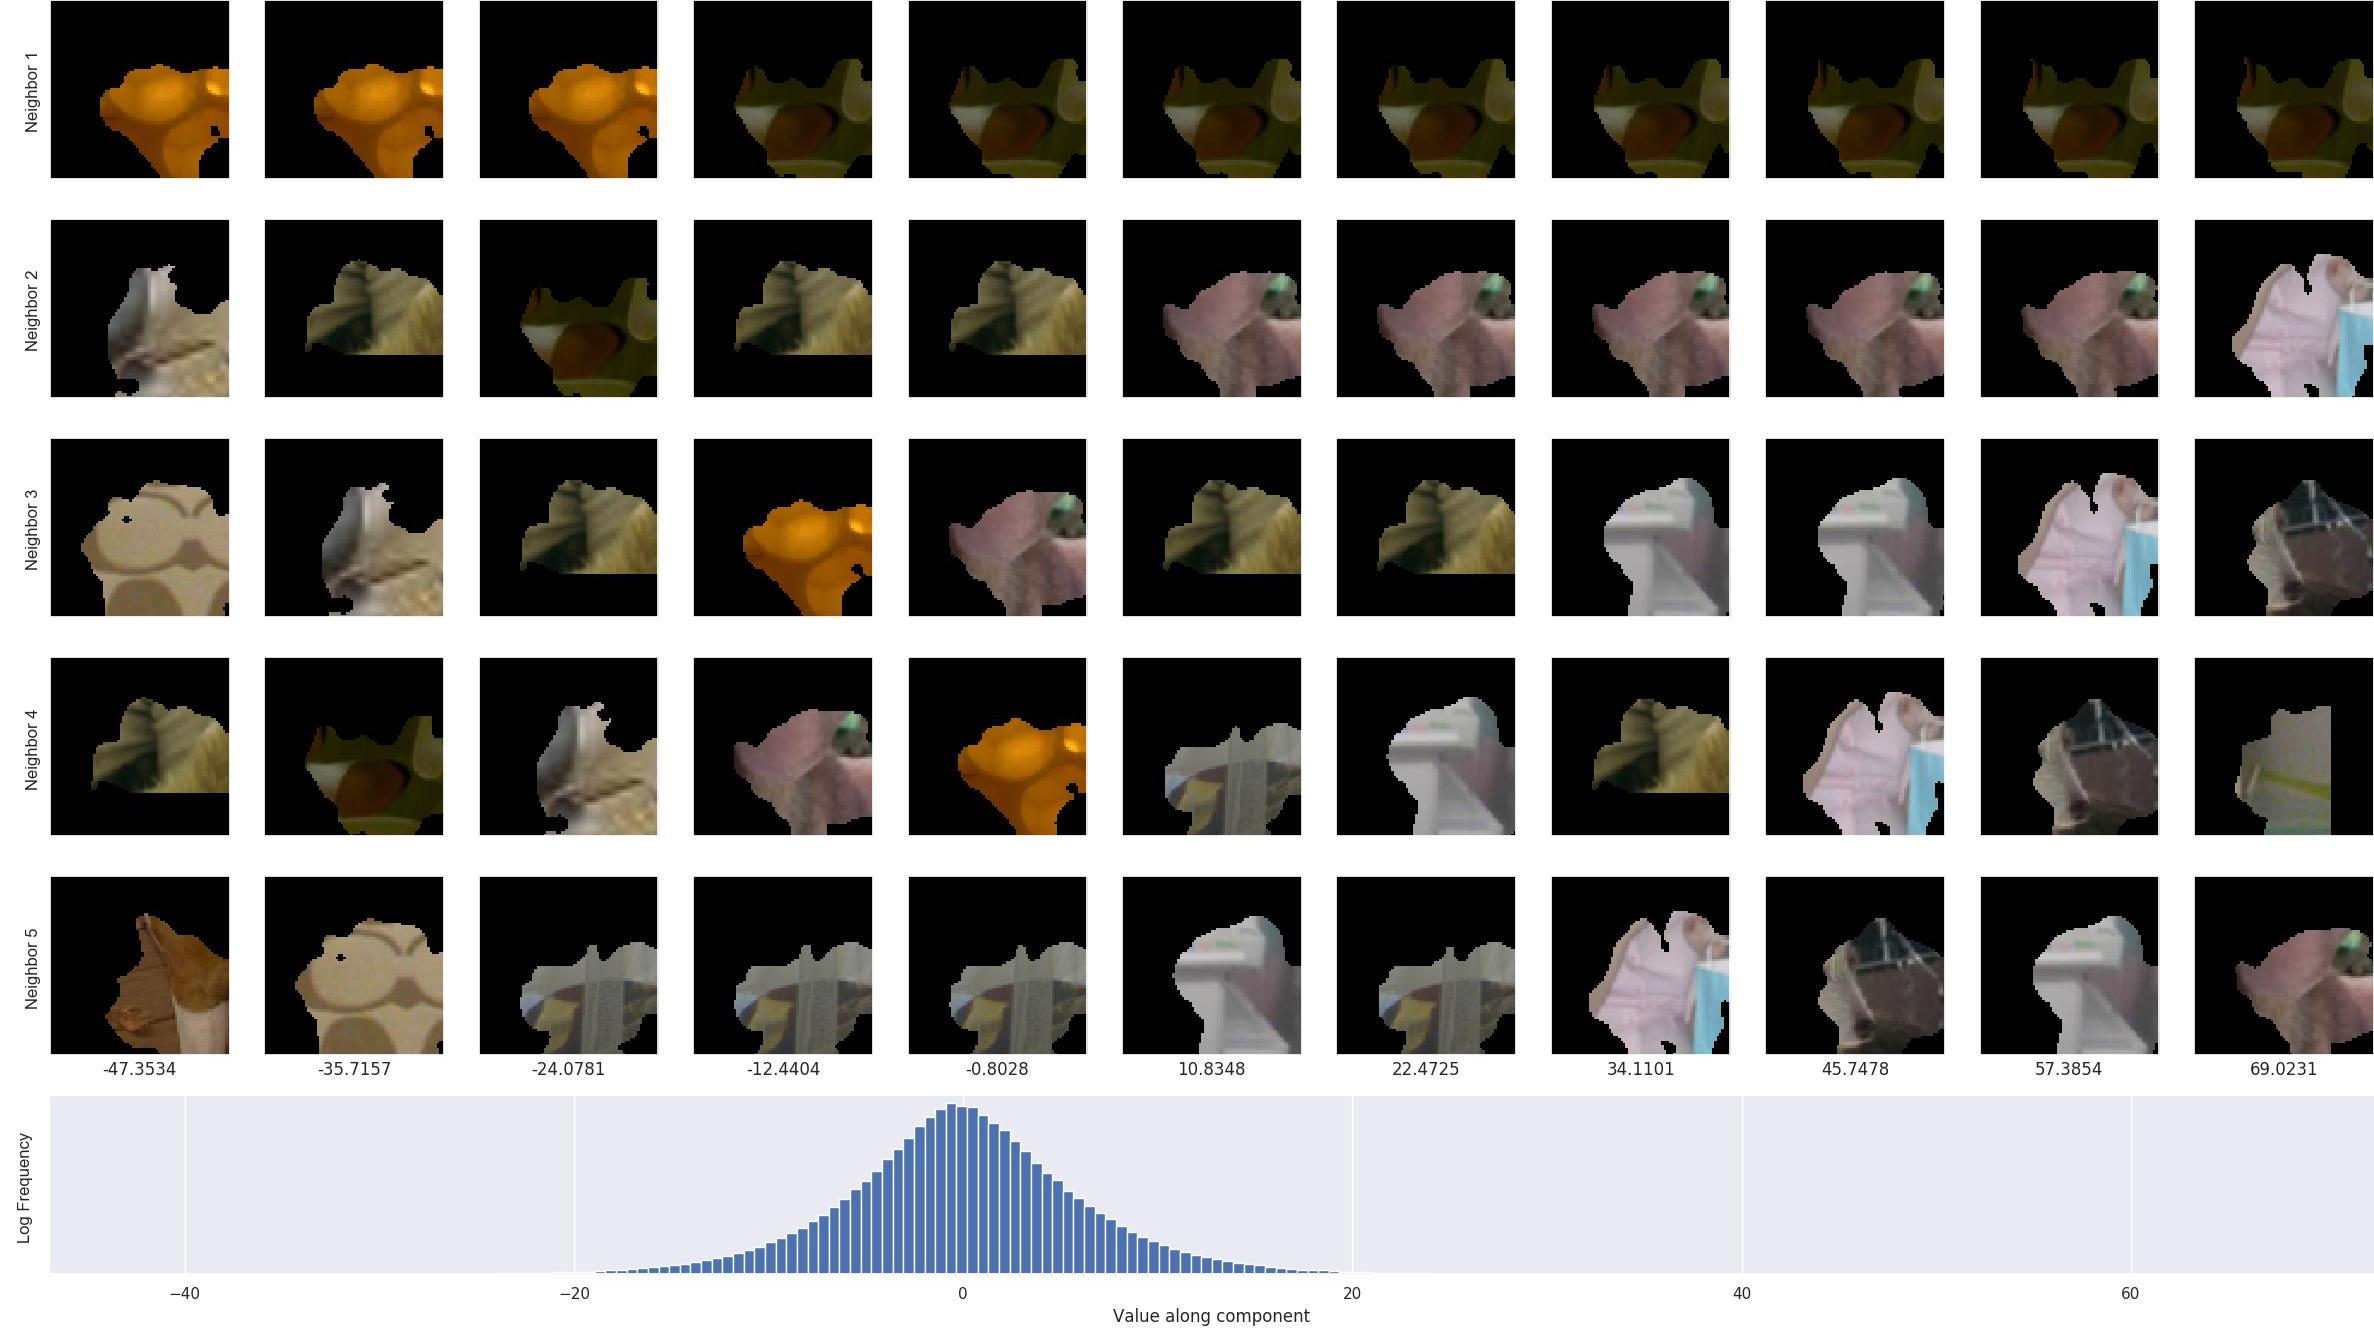 Neighbor 1
Neighbor 2
Neighbor 3
Neighbor 4
Neighbor 5
-47.3534 -35.7157 -24.0781 -12.4404 -0.8028 10.8348 22.4725 34.1101 45.7478 57.3854 69.0231
Log Frequency
−40 −20 0 20 40 60
Value along component